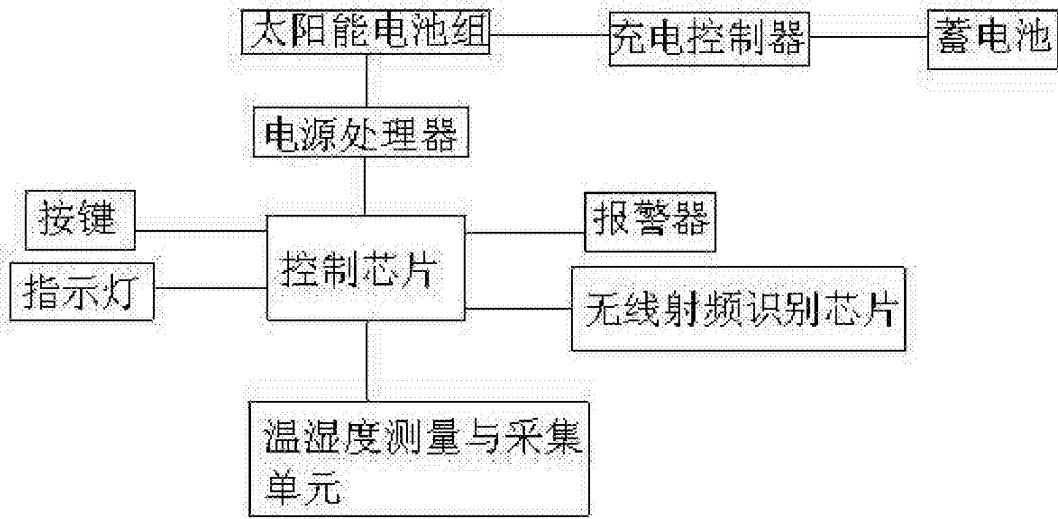 太阳能电池组
充电控制器
蓄电池
电源处理器
按键
报警器
控制芯片
指示灯
无线射频识别芯片
温湿度测量与采集
单元